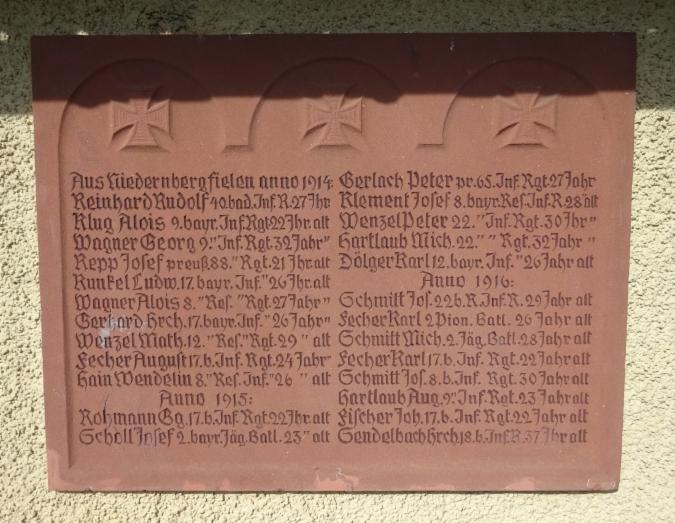 Aus Niedernberg fielen anno 1914:
Reinhard Rudolf 40. bad. Inf. R. 27 Jhr
Klug Alois 9. bayr. Inf. Rgt 22 Jhr. alt
Wagner Georg 9. " Inf. Rgt. 32 Jahr "
Repp Josef preuß. 88. " Rgt. 21 Jhr. alt
Runkel Ludw. 17. bayr. Inf. " 26 Jhr. alt
Wagner Alois 8. " Res. " Rgt. 27 Jahr "
Gerhard Hrch. 17. bayr. Inf. " 26 Jahr "
Wenzel Math. 12. " Res. " Rgt. 29 " alt
Fecher August 17. b. Inf. Rgt. 24 Jahr "
Hain Wendelin 8. " Res. Inf. " 26 " alt
Anno 1915:
Rohmann Gg. 17. b. Inf. Rgt. 22 Jhr. alt
Scholl Josef 2. bayr. Jäg. Batl. 23 " alt
Gerlach Peter pr. 65. Inf. Rgt. 27 Jahr
Klement Josef 8. bayr. Res. Inf. R. 28 " alt
Wenzel Peter 22. " Inf. Rgt. 30 Jhr "
Hartlaub Mich. 22. " " Rgt. 32 Jahr "
Dölger Karl 12. bayr. Inf. " 26 Jahr alt
Anno 1916:
Schmitt Jos. 22 b. R. Inf. R. 29 Jahr alt
Fecher Karl 2 Pion. Batl. 26 Jahr alt
Schmitt Mich. 2. Jäg. Batl. 28 Jahr alt
Fecher Karl 17. b. Inf. Rgt. 22 Jahr alt
Schmitt Jos. 8. b. Inf. Rgt. 30 Jahr alt
Hartlaub Aug. 9. " Inf. Rgt. 23 Jahr alt
Fischer Joh. 17. b. Inf. Rgt. 22 Jahr alt
Sendelbach Hrch 18. b. Inf. R. 37 Jhr alt